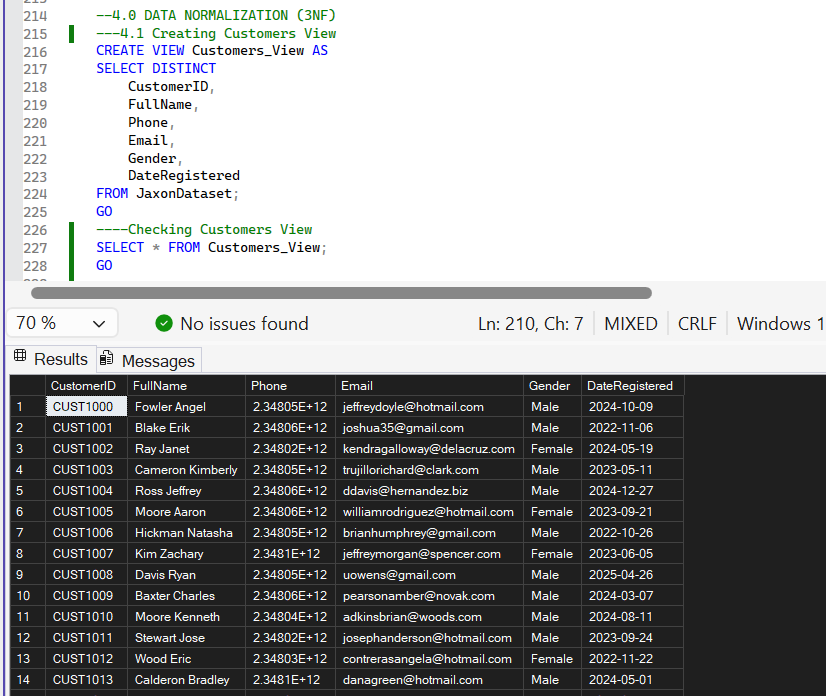 214 --4.0 DATA NORMALIZATION (3NF)
215 ---4.1 Creating Customers View
216 CREATE VIEW Customers_View AS
217 SELECT DISTINCT
218 CustomerID,
219 FullName,
220 Phone,
221 Email,
222 Gender,
223 DateRegistered
224 FROM JaxonDataset;
225 GO
226 ----Checking Customers View
227 SELECT * FROM Customers_View;
228 GO
70 % No issues found Ln: 210, Ch: 7 MIXED CRLF Windows 1
Results Messages
CustomerID FullName Phone Email Gender DateRegistered
1 CUST1000 Fowler Angel 2.34805E+12 jeffreydoyle@hotmail.com Male 2024-10-09
2 CUST1001 Blake Erik 2.34806E+12 joshua35@gmail.com Male 2022-11-06
3 CUST1002 Ray Janet 2.34802E+12 kendragalloway@delacruz.com Female 2024-05-19
4 CUST1003 Cameron Kimberly 2.34805E+12 trujillorichard@clark.com Male 2023-05-11
5 CUST1004 Ross Jeffrey 2.34806E+12 ddavis@hernandez.biz Male 2024-12-27
6 CUST1005 Moore Aaron 2.34806E+12 williamrodriguez@hotmail.com Female 2023-09-21
7 CUST1006 Hickman Natasha 2.34805E+12 brianhumphrey@gmail.com Male 2022-10-26
8 CUST1007 Kim Zachary 2.3481E+12 jeffreymorgan@spencer.com Female 2023-06-05
9 CUST1008 Davis Ryan 2.34805E+12 uowens@gmail.com Male 2025-04-26
10 CUST1009 Baxter Charles 2.34806E+12 pearsonamber@novak.com Male 2024-03-07
11 CUST1010 Moore Kenneth 2.34804E+12 adkinsbrian@woods.com Male 2024-08-11
12 CUST1011 Stewart Jose 2.34802E+12 josephanderson@hotmail.com Male 2023-09-24
13 CUST1012 Wood Eric 2.34803E+12 contrerasangela@hotmail.com Female 2022-11-22
14 CUST1013 Calderon Bradley 2.3481E+12 danagreen@hotmail.com Male 2024-05-01